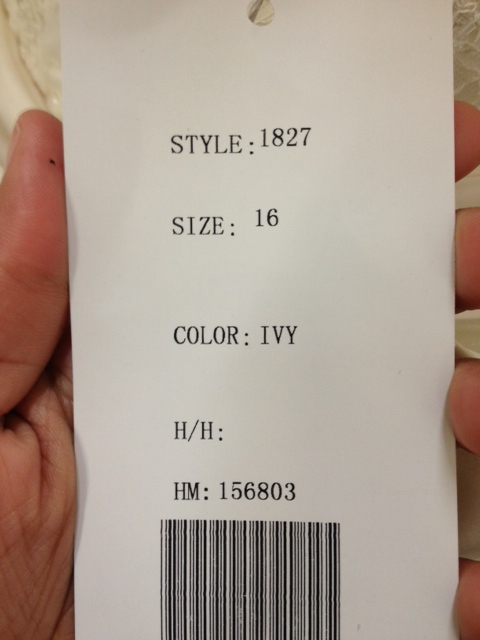 STYLE: 1827
SIZE: 16
COLOR: IVY
H/H:
HM: 156803